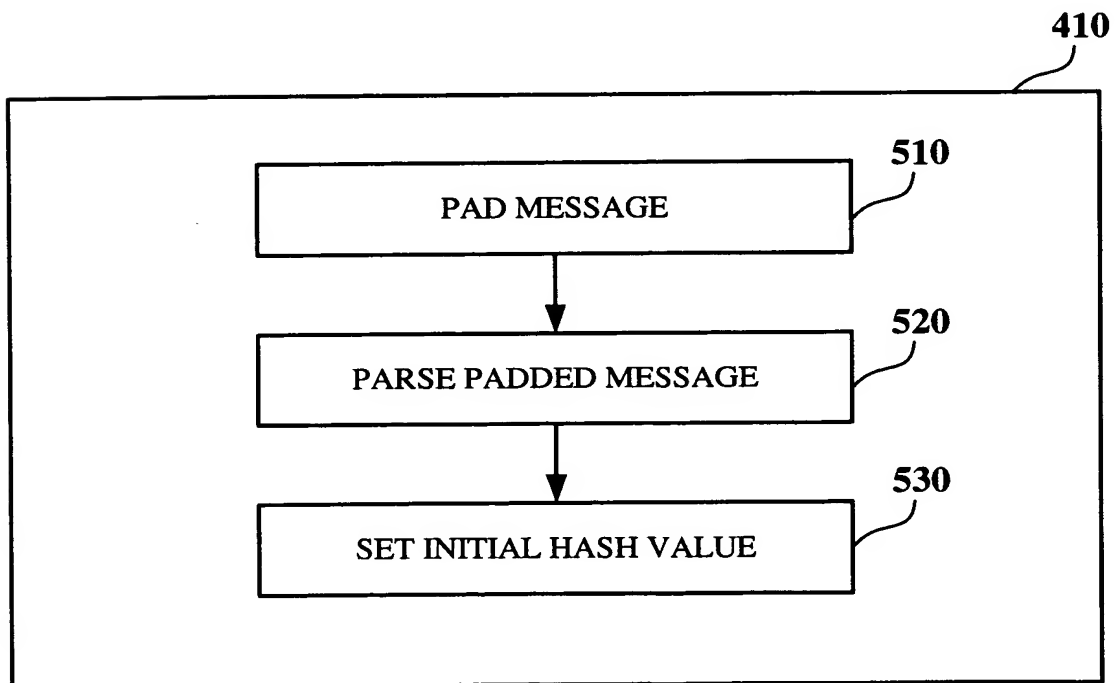 410
510
PAD MESSAGE
520
PARSE PADDED MESSAGE
530
SET INITIAL HASH VALUE